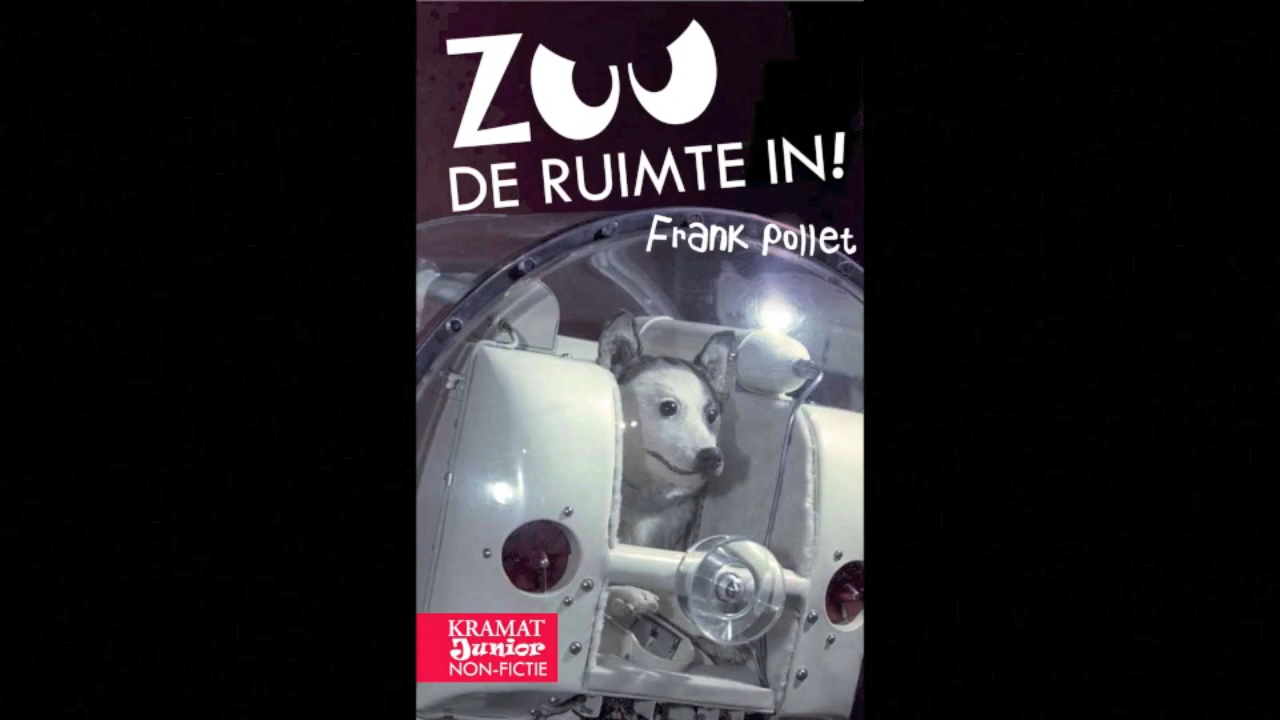 Zoo
DE RUIMTE IN!
Frank Pollet
KRAMAT
Junior
NON-FICTIE